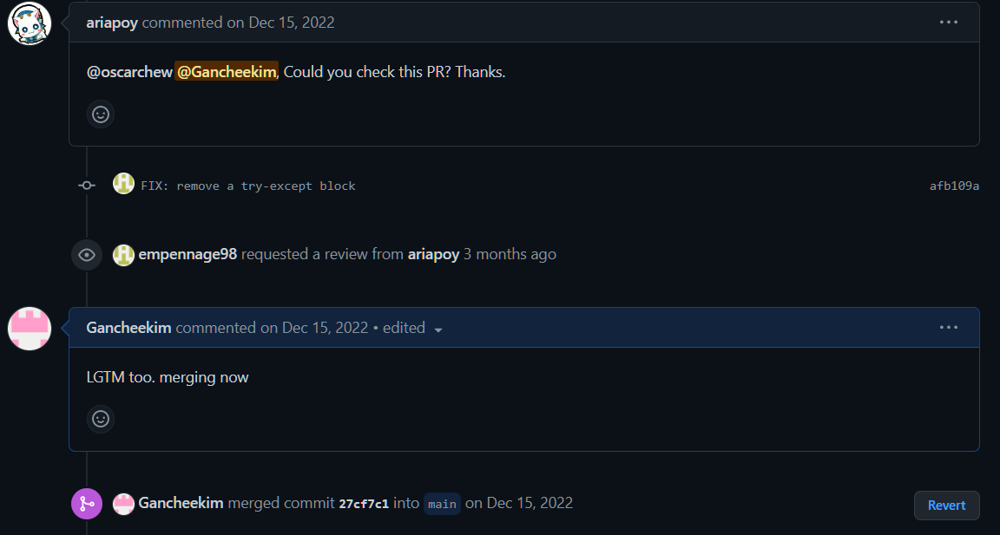 ariapoy commented on Dec 15, 2022
@oscarchew @Gancheekim, Could you check this PR? Thanks.
FIX: remove a try-except block afb109a
empennage98 requested a review from ariapoy 3 months ago
Gancheekim commented on Dec 15, 2022 • edited
LGTM too. merging now
Gancheekim merged commit 27cf7c1 into main on Dec 15, 2022 Revert